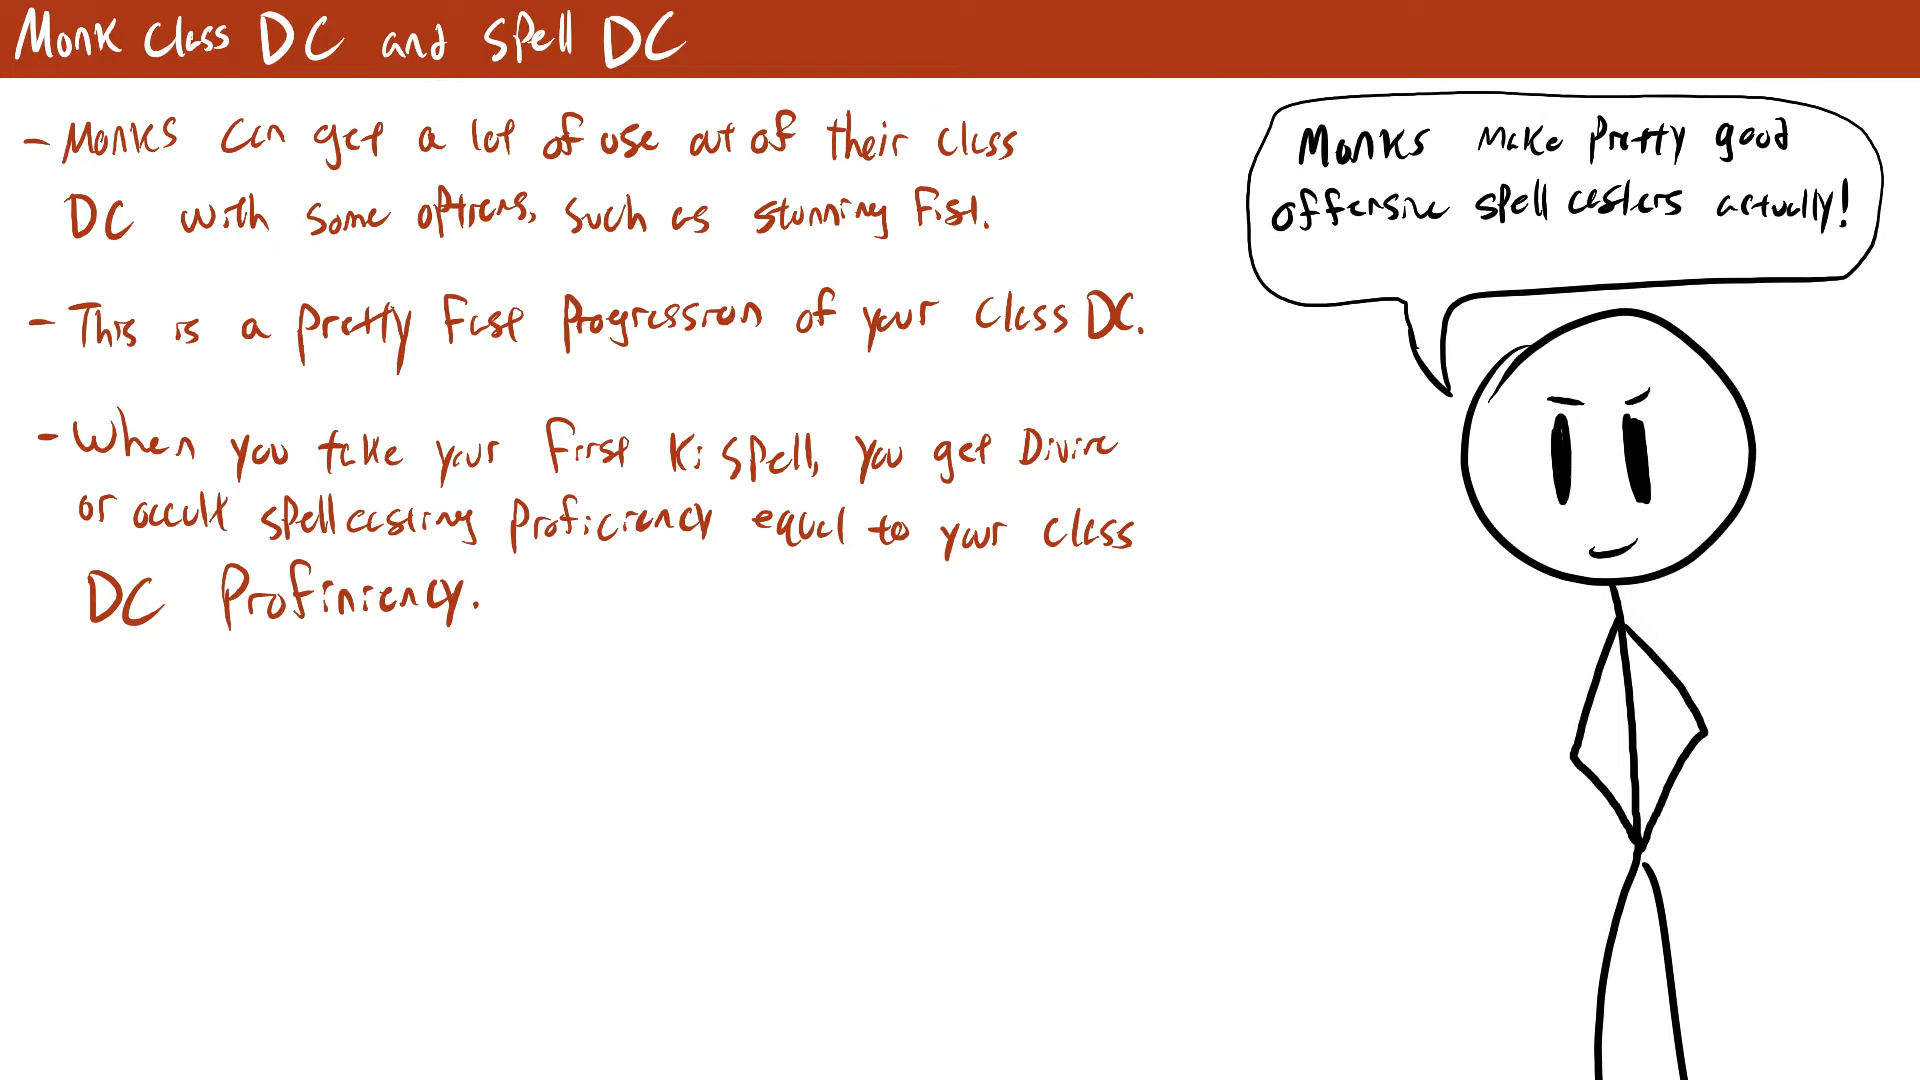 Monk Class DC and Spell DC
- Monks can get a lot of use out of their class
DC with some options, such as stunning Fist.
- This is a pretty Fast Progression of your Class DC.
- When you take your First Ki Spell, you get Divine
or occult spellcasting Proficiency equal to your class
DC Profiniency.
Monks make pretty good
offensive spell casters actually!